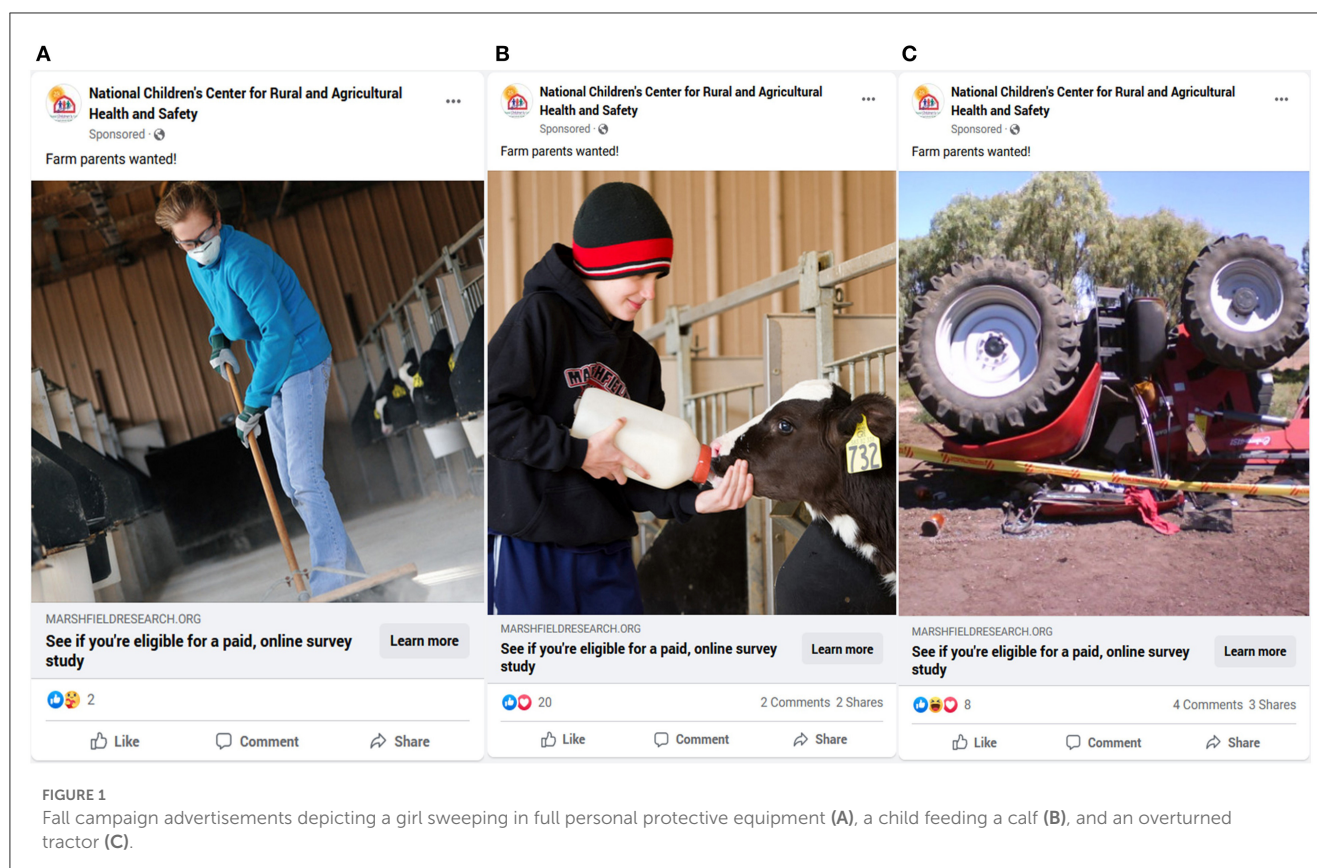 A
National Children's Center for Rural and Agricultural
Health and Safety
Sponsored ·
Farm parents wanted!
MARSHFIELDRESEARCH.ORG
See if you're eligible for a paid, online survey
study
Learn more
2
Like Comment Share
B
National Children's Center for Rural and Agricultural
Health and Safety
Sponsored ·
Farm parents wanted!
732
MARSHFIELDRESEARCH.ORG
See if you're eligible for a paid, online survey
study
Learn more
20 2 Comments 2 Shares
Like Comment Share
C
National Children's Center for Rural and Agricultural
Health and Safety
Sponsored ·
Farm parents wanted!
MARSHFIELDRESEARCH.ORG
See if you're eligible for a paid, online survey
study
Learn more
8 4 Comments 3 Shares
Like Comment Share
FIGURE 1
Fall campaign advertisements depicting a girl sweeping in full personal protective equipment (A), a child feeding a calf (B), and an overturned
tractor (C).